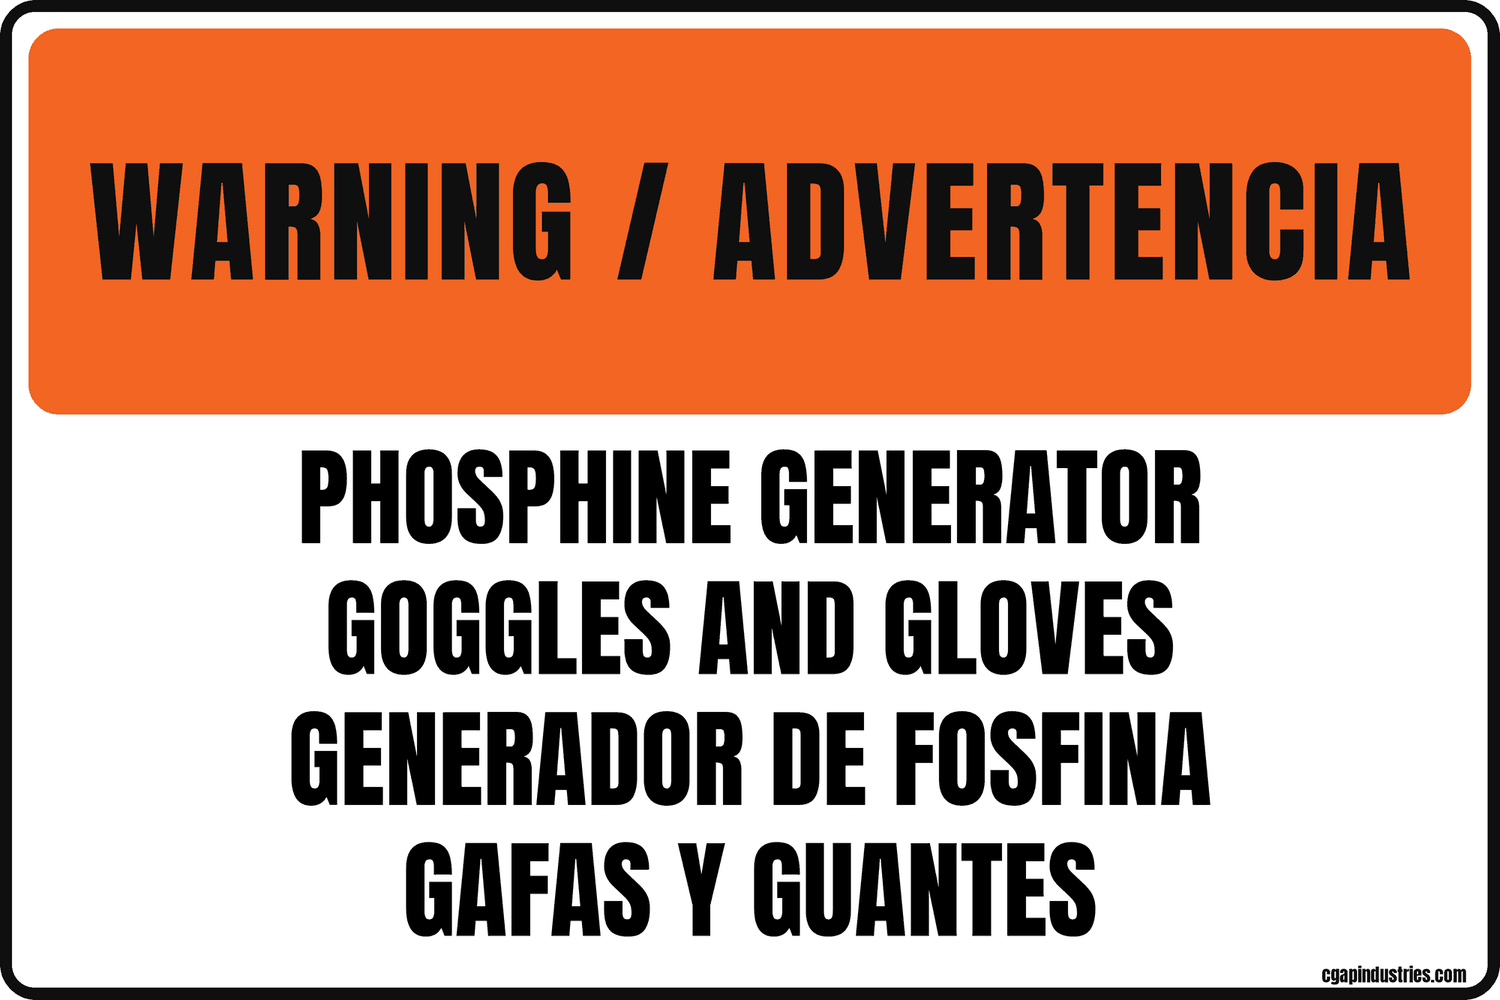 WARNING / ADVERTENCIA
PHOSPHINE GENERATOR
GOGGLES AND GLOVES
GENERADOR DE FOSFINA
GAFAS Y GUANTES
cgapindustries.com